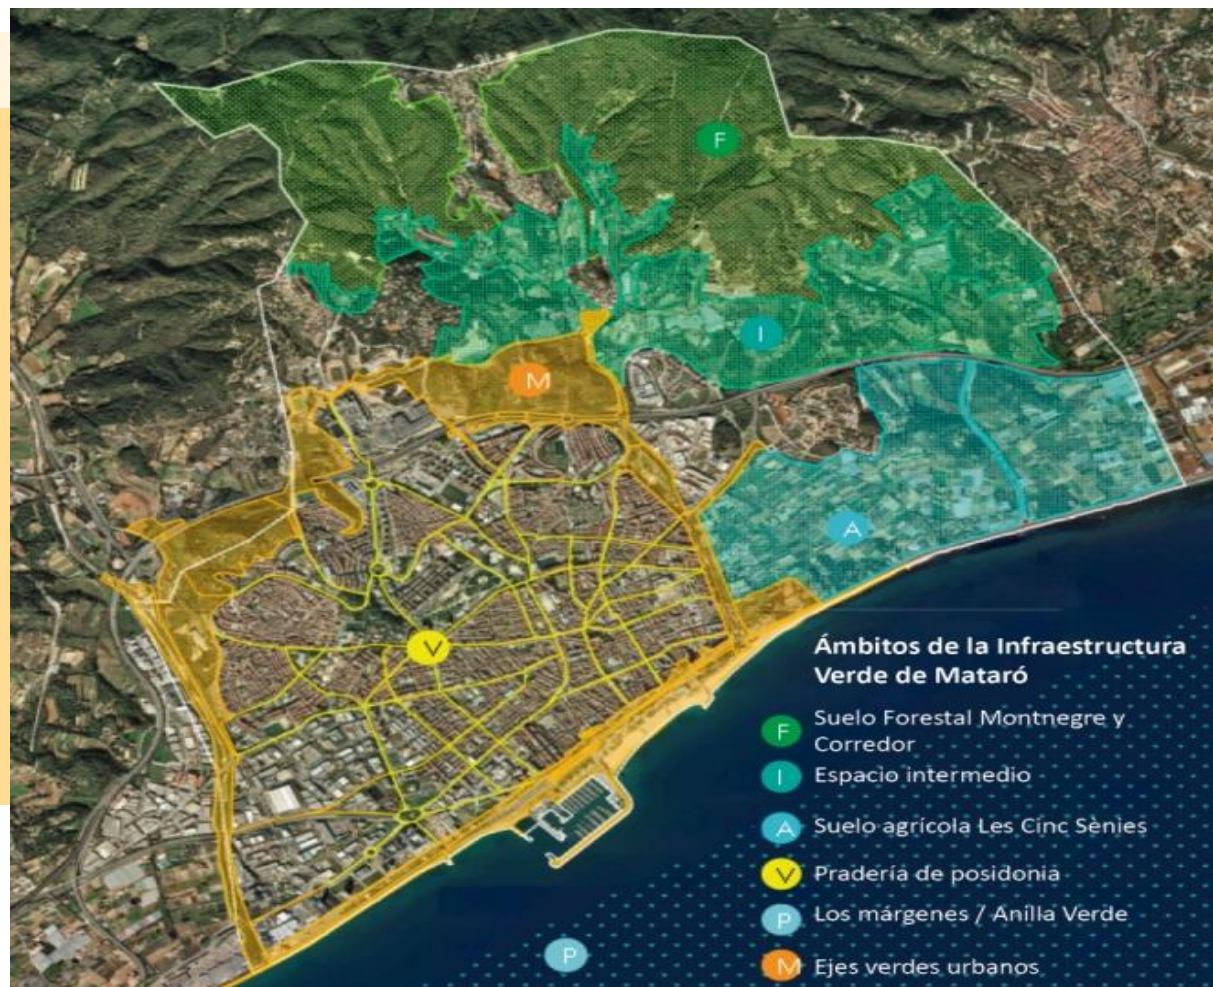 F
I
M
A
V
Ámbitos de la Infraestructura
Verde de Mataró
F Suelo Forestal Montnegre y
Corredor
I Espacio intermedio
A Suelo agrícola Les Cinc Sènies
V Pradería de posidonia
P Los márgenes / Anilla Verde
P
M Ejes verdes urbanos